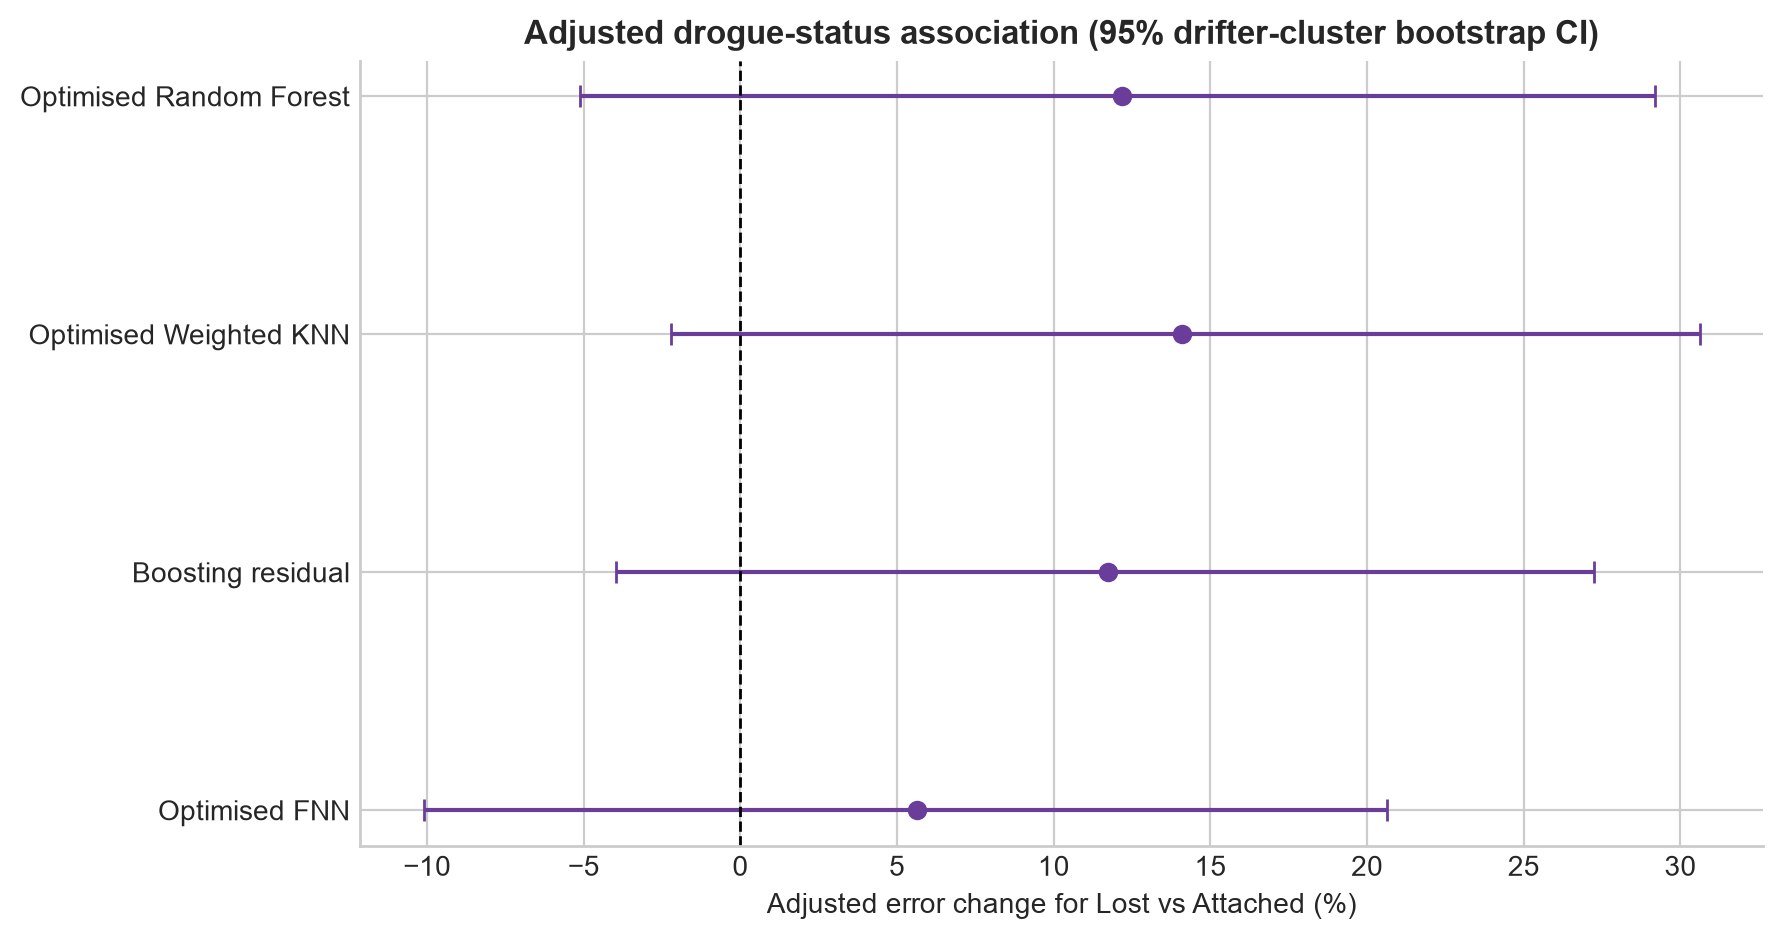 Adjusted drogue-status association (95% drifter-cluster bootstrap CI)
Optimised Random Forest
Optimised Weighted KNN
Boosting residual
Optimised FNN
−10 −5 0 5 10 15 20 25 30
Adjusted error change for Lost vs Attached (%)